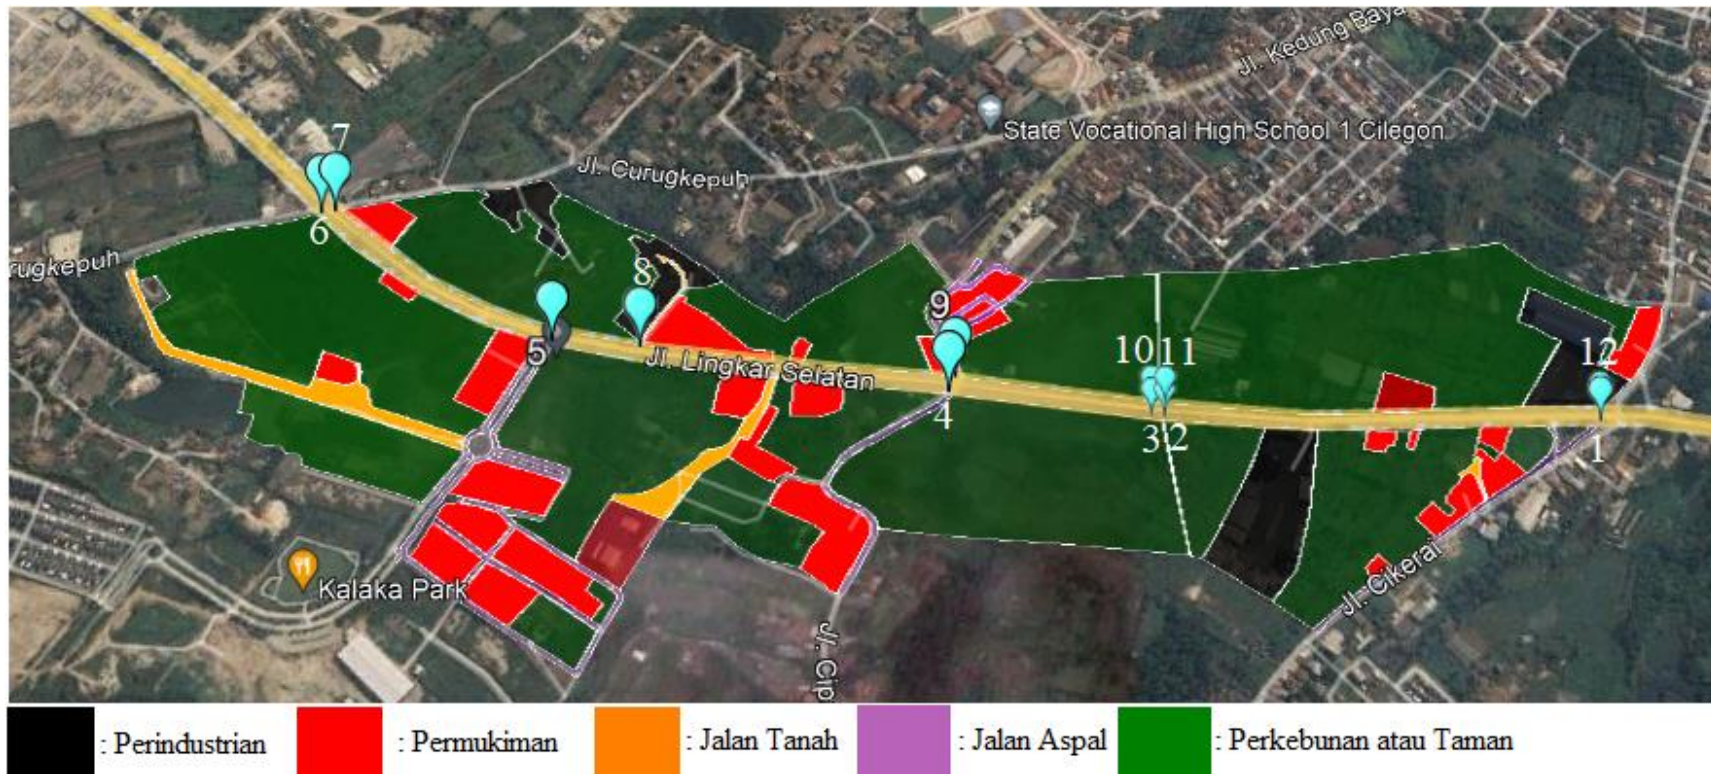 Jl. Kedung Baya
State Vocational High School 1 Cilegon
7
Jl. Curugkepuh
6
rugkepuh
8
9
5
Jl. Lingkar Selatan
10 11
12
4
3 2
1
Kalaka Park
Jl. Cikerai
Jl. Cip
: Perindustrian
: Permukiman
: Jalan Tanah
: Jalan Aspal
: Perkebunan atau Taman